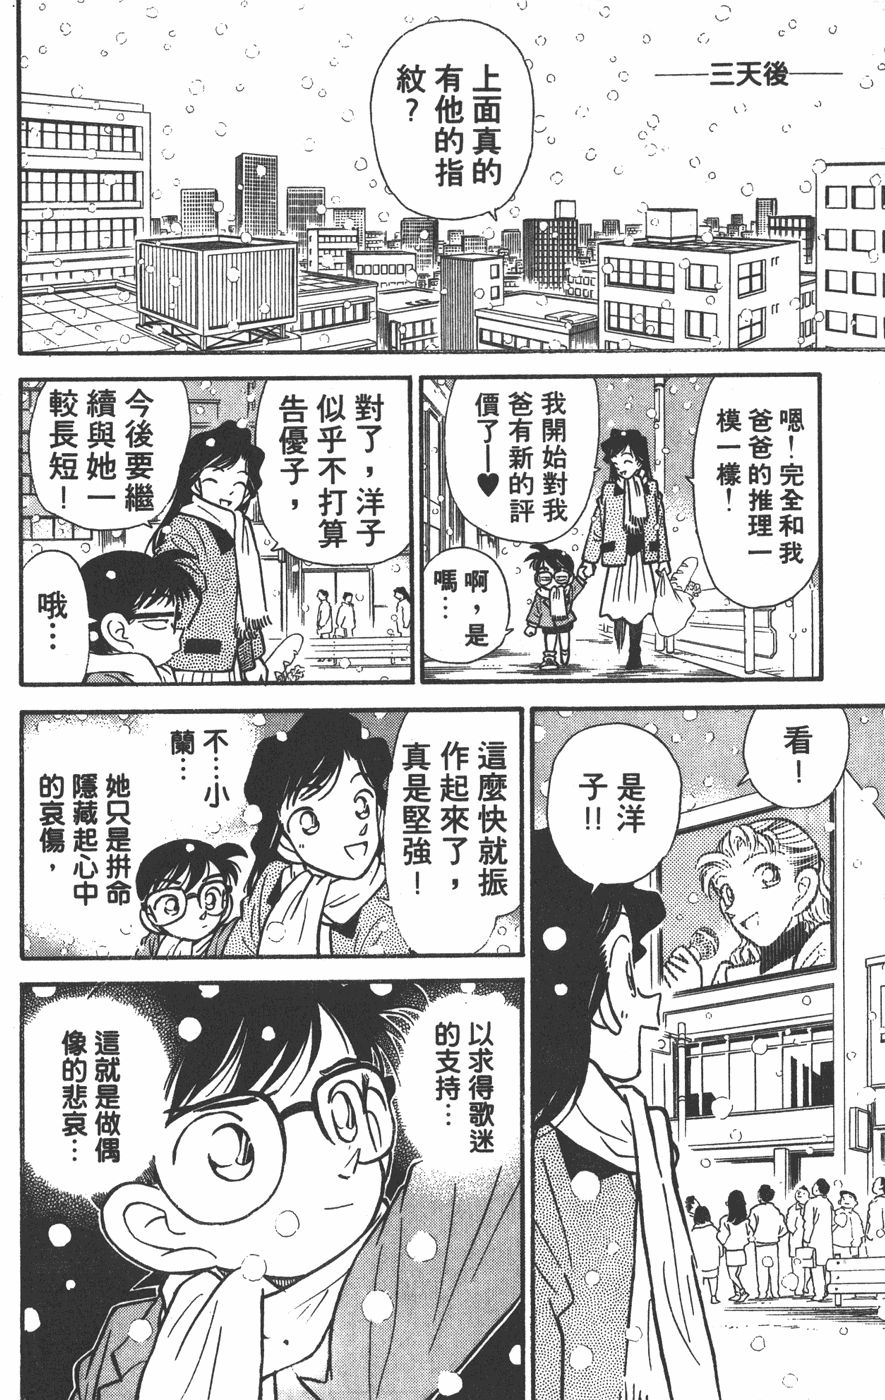 ——三天後——
上面真的
有他的指
紋？
嗯！完全和我
爸爸的推理一
模一樣！
我開始對我
爸有新的評
價了—♥
啊，是
嗎…
對了，洋子
似乎不打算
告優子，
今後要繼
續與她一
較長短！
哦…
看！
是洋
子!!
這麼快就振
作起來了，
真是堅強！
不…小
蘭…
她只是拚命
隱藏起心中
的哀傷，
以求得歌迷
的支持…
這就是做偶
像的悲哀…